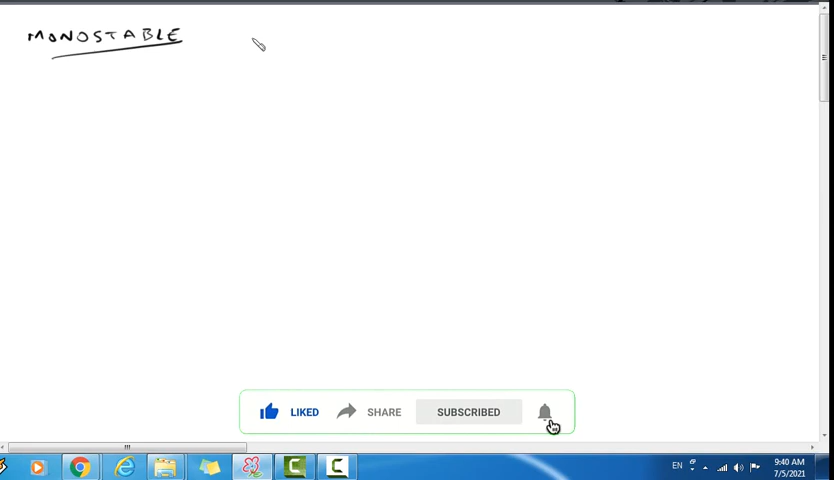 MONOSTABLE
LIKED SHARE SUBSCRIBED
EN 9:40 AM
7/5/2021